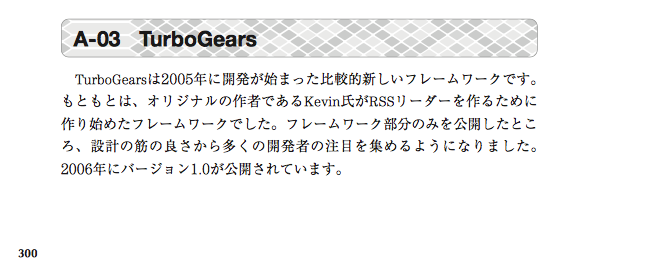 A-03 TurboGears
TurboGearsは2005年に開発が始まった比較的新しいフレームワークです。
もともとは、オリジナルの作者であるKevin氏がRSSリーダーを作るために
作り始めたフレームワークでした。フレームワーク部分のみを公開したとこ
ろ、設計の筋の良さから多くの開発者の注目を集めるようになりました。
2006年にバージョン1.0が公開されています。
300